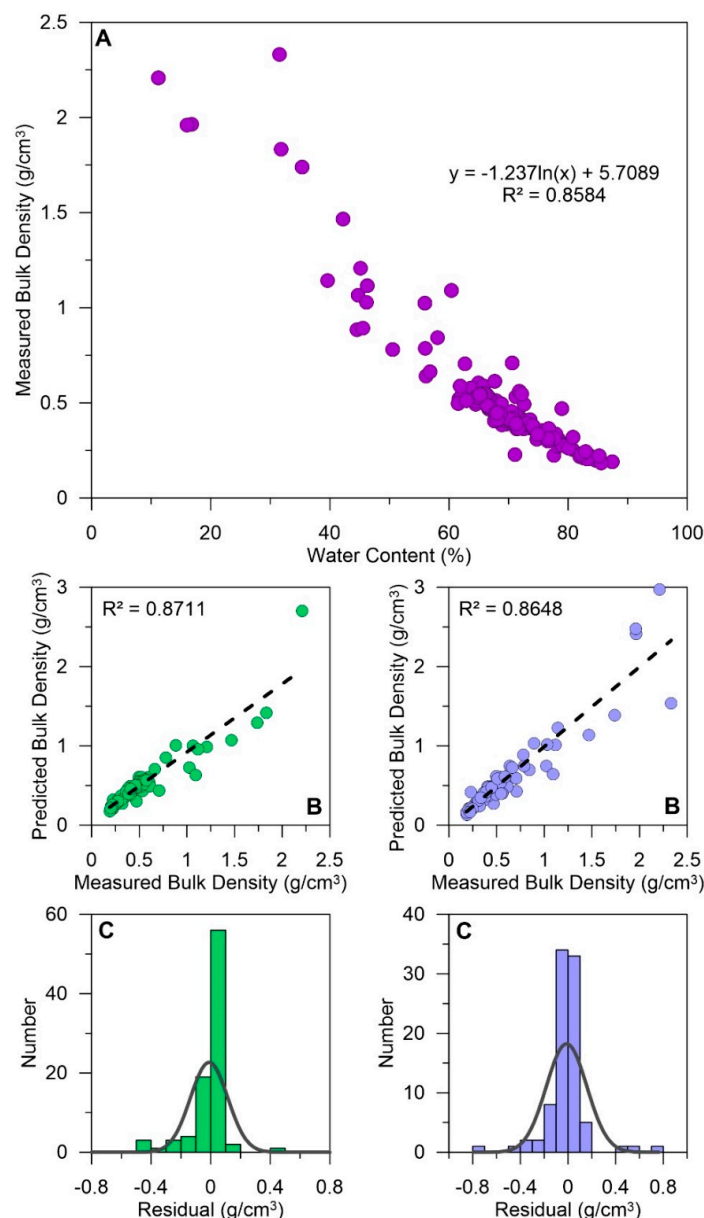 A
2.5
2
1.5
1
0.5
0
Measured Bulk Density (g/cm³)
y = -1.237ln(x) + 5.7089
R² = 0.8584
0 20 40 60 80 100
Water Content (%)
R² = 0.8711
3
2
1
0
Predicted Bulk Density (g/cm³)
B
0 0.5 1 1.5 2 2.5
Measured Bulk Density (g/cm³)
R² = 0.8648
3
2
1
0
Predicted Bulk Density (g/cm³)
B
0 0.5 1 1.5 2 2.5
Measured Bulk Density (g/cm³)
C
60
40
20
0
Number
-0.8 -0.4 0 0.4 0.8
Residual (g/cm³)
C
40
30
20
10
0
Number
-0.8 -0.4 0 0.4 0.8
Residual (g/cm³)